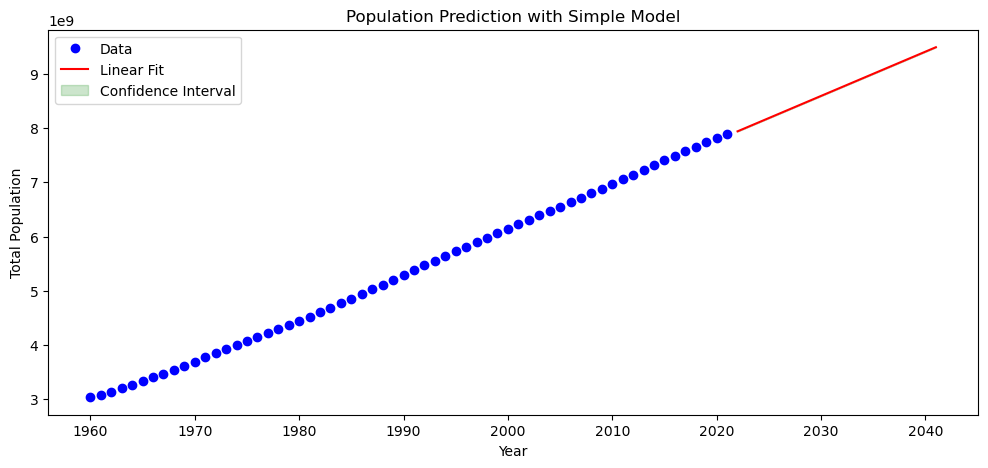 Population Prediction with Simple Model
1e9
Data
Linear Fit
Confidence Interval
9
8
7
6
5
4
3
Total Population
1960 1970 1980 1990 2000 2010 2020 2030 2040
Year